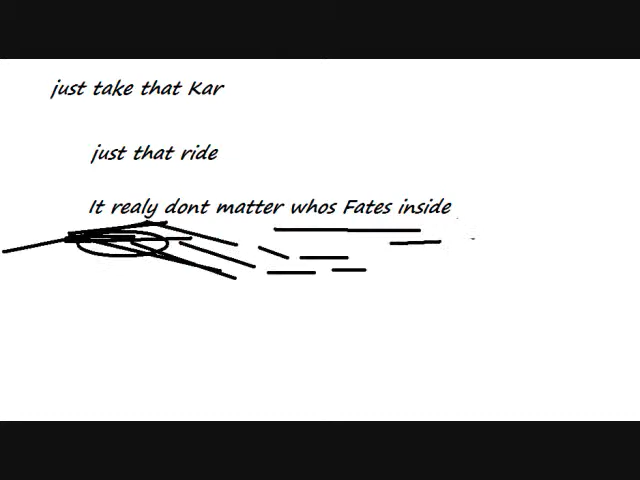 just take that Kar
just that ride
It realy dont matter whos Fates inside